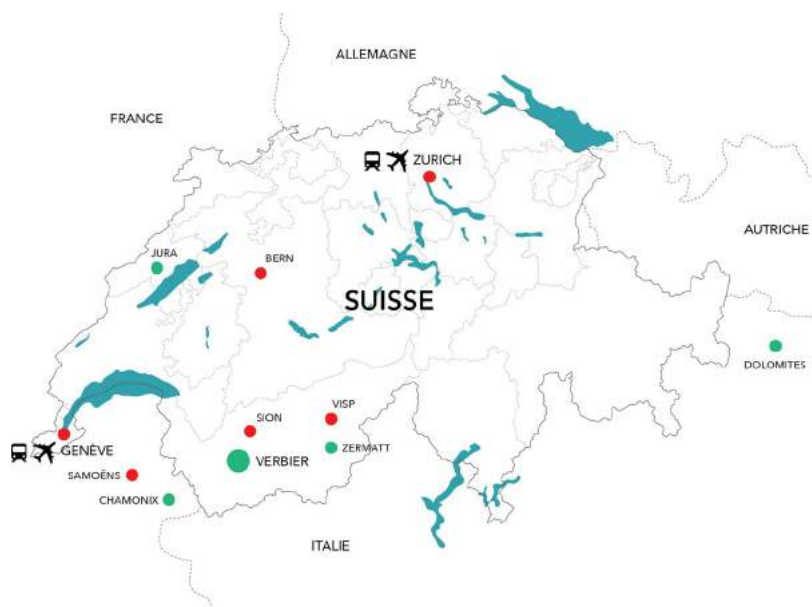 ALLEMAGNE
FRANCE
ZURICH
AUTRICHE
JURA
BERN
SUISSE
DOLOMITES
VISP
SION
GENÈVE
ZERMATT
VERBIER
SAMOËNS
CHAMONIX
ITALIE